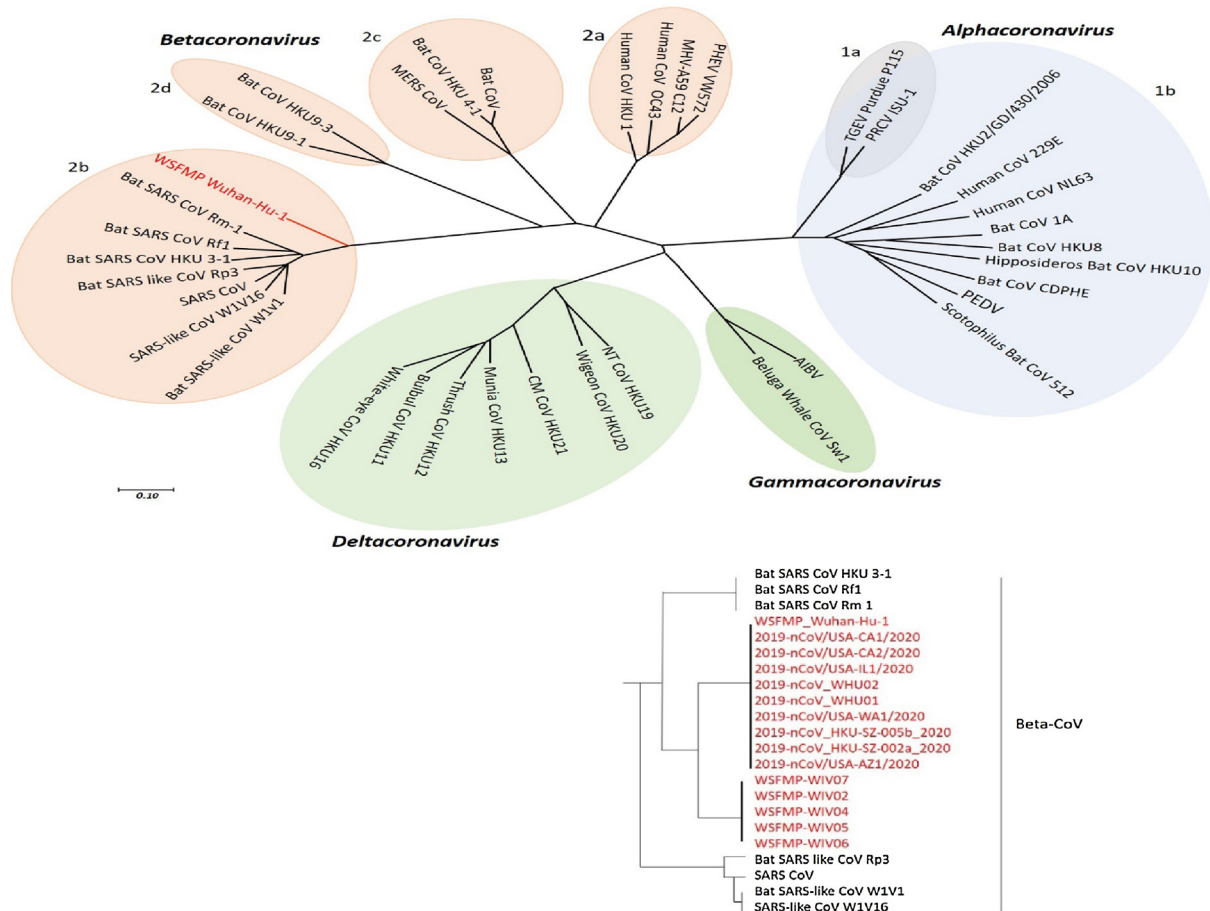 Betacoronavirus
2c
2a
Alphacoronavirus
1a
1b
2d
2b
Bat CoV HKU9-3
Bat CoV HKU9-1
MERS CoV
Bat CoV HKU 4-1
Bat CoV
Human CoV HKU 1
Human CoV OC43
MHV-A59 C12
PHEV VW572
TGEV Purdue P115
PRCV ISU-1
Bat CoV HKU2/GD/430/2006
Human CoV 229E
Human CoV NL63
Bat CoV 1A
Bat CoV HKU8
Hipposideros Bat CoV HKU10
Bat CoV CDPHE
PEDV
Scotophilus Bat CoV 512
WSFMP Wuhan-Hu-1
Bat SARS CoV Rm-1
Bat SARS CoV Rf1
Bat SARS CoV HKU 3-1
Bat SARS like CoV Rp3
SARS CoV
SARS-like CoV W1V16
Bat SARS-like CoV W1v1
White-eye CoV HKU16
Bulbul CoV HKU11
Thrush CoV HKU12
Munia CoV HKU13
CM CoV HKU21
Wigeon CoV HKU20
NT CoV HKU19
AIBV
Beluga Whale CoV Sw1
Gammacoronavirus
0.10
Deltacoronavirus
Bat SARS CoV HKU 3-1
Bat SARS CoV Rf1
Bat SARS CoV Rm 1
WSFMP_Wuhan-Hu-1
2019-nCoV/USA-CA1/2020
2019-nCoV/USA-CA2/2020
2019-nCoV/USA-IL1/2020
2019-nCoV_WHU02
2019-nCoV_WHU01
2019-nCoV/USA-WA1/2020
2019-nCoV_HKU-SZ-005b_2020
2019-nCoV_HKU-SZ-002a_2020
2019-nCoV/USA-AZ1/2020
WSFMP-WIV07
WSFMP-WIV02
WSFMP-WIV04
WSFMP-WIV05
WSFMP-WIV06
Bat SARS like CoV Rp3
SARS CoV
Bat SARS-like CoV W1V1
SARS-like CoV W1V16
Beta-CoV